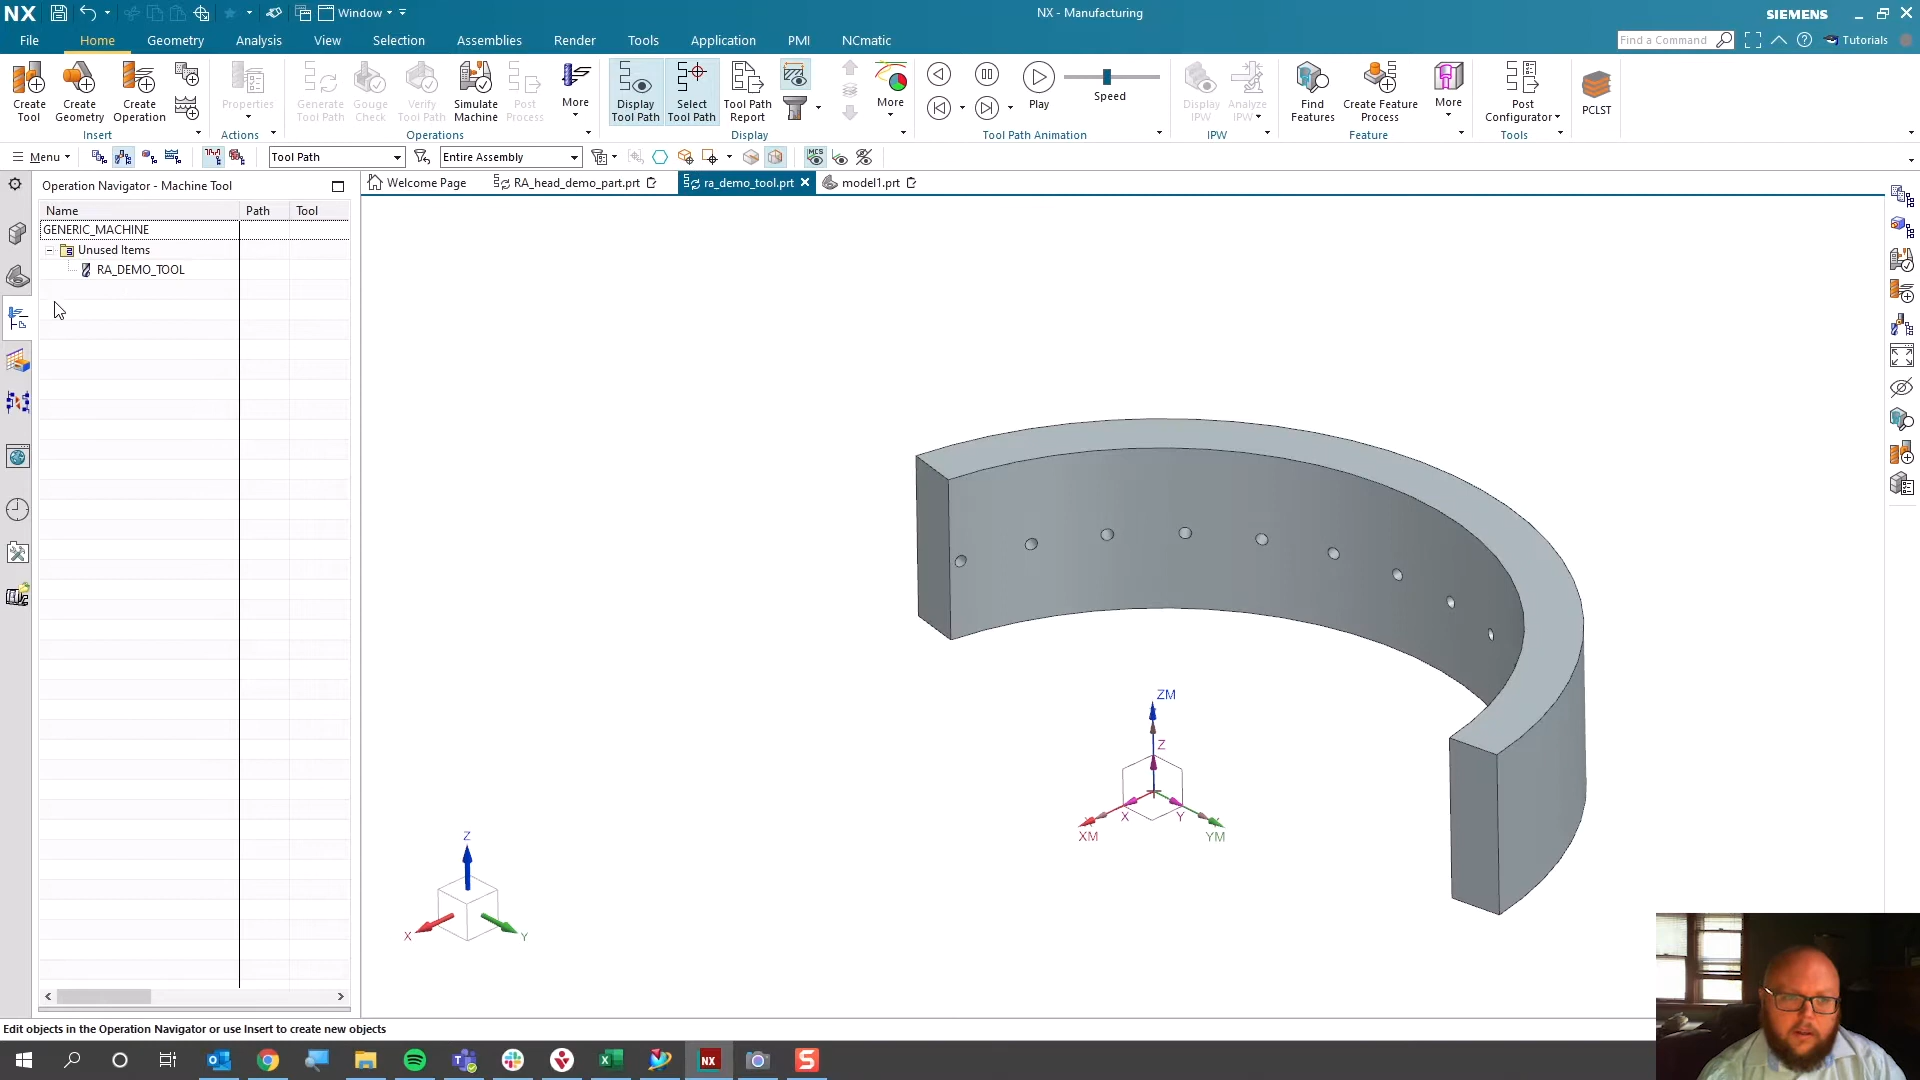 NX
Window
NX - Manufacturing
SIEMENS
File
Home
Geometry
Analysis
View
Selection
Assemblies
Render
Tools
Application
PMI
NCmatic
Find a Command
Tutorials
Create Tool
Create Geometry
Create Operation
Insert
Properties
Actions
Generate Tool Path
Gouge Check
Verify Tool Path
Simulate Machine
Post Process
More
Operations
Display Tool Path
Select Tool Path
Tool Path Report
More
Display
Play
Speed
Tool Path Animation
Display IPW
Analyze IPW
IPW
Find Features
Create Feature Process
More
Feature
Post Configurator
Tools
PCLST
Menu
Tool Path
Entire Assembly
MCS
Operation Navigator - Machine Tool
Welcome Page
RA_head_demo_part.prt
ra_demo_tool.prt
model1.prt
Name
Path
Tool
GENERIC_MACHINE
Unused Items
RA_DEMO_TOOL
ZM
Z
X
Y
XM
YM
Z
X
Y
Edit objects in the Operation Navigator or use Insert to create new objects
NX
S